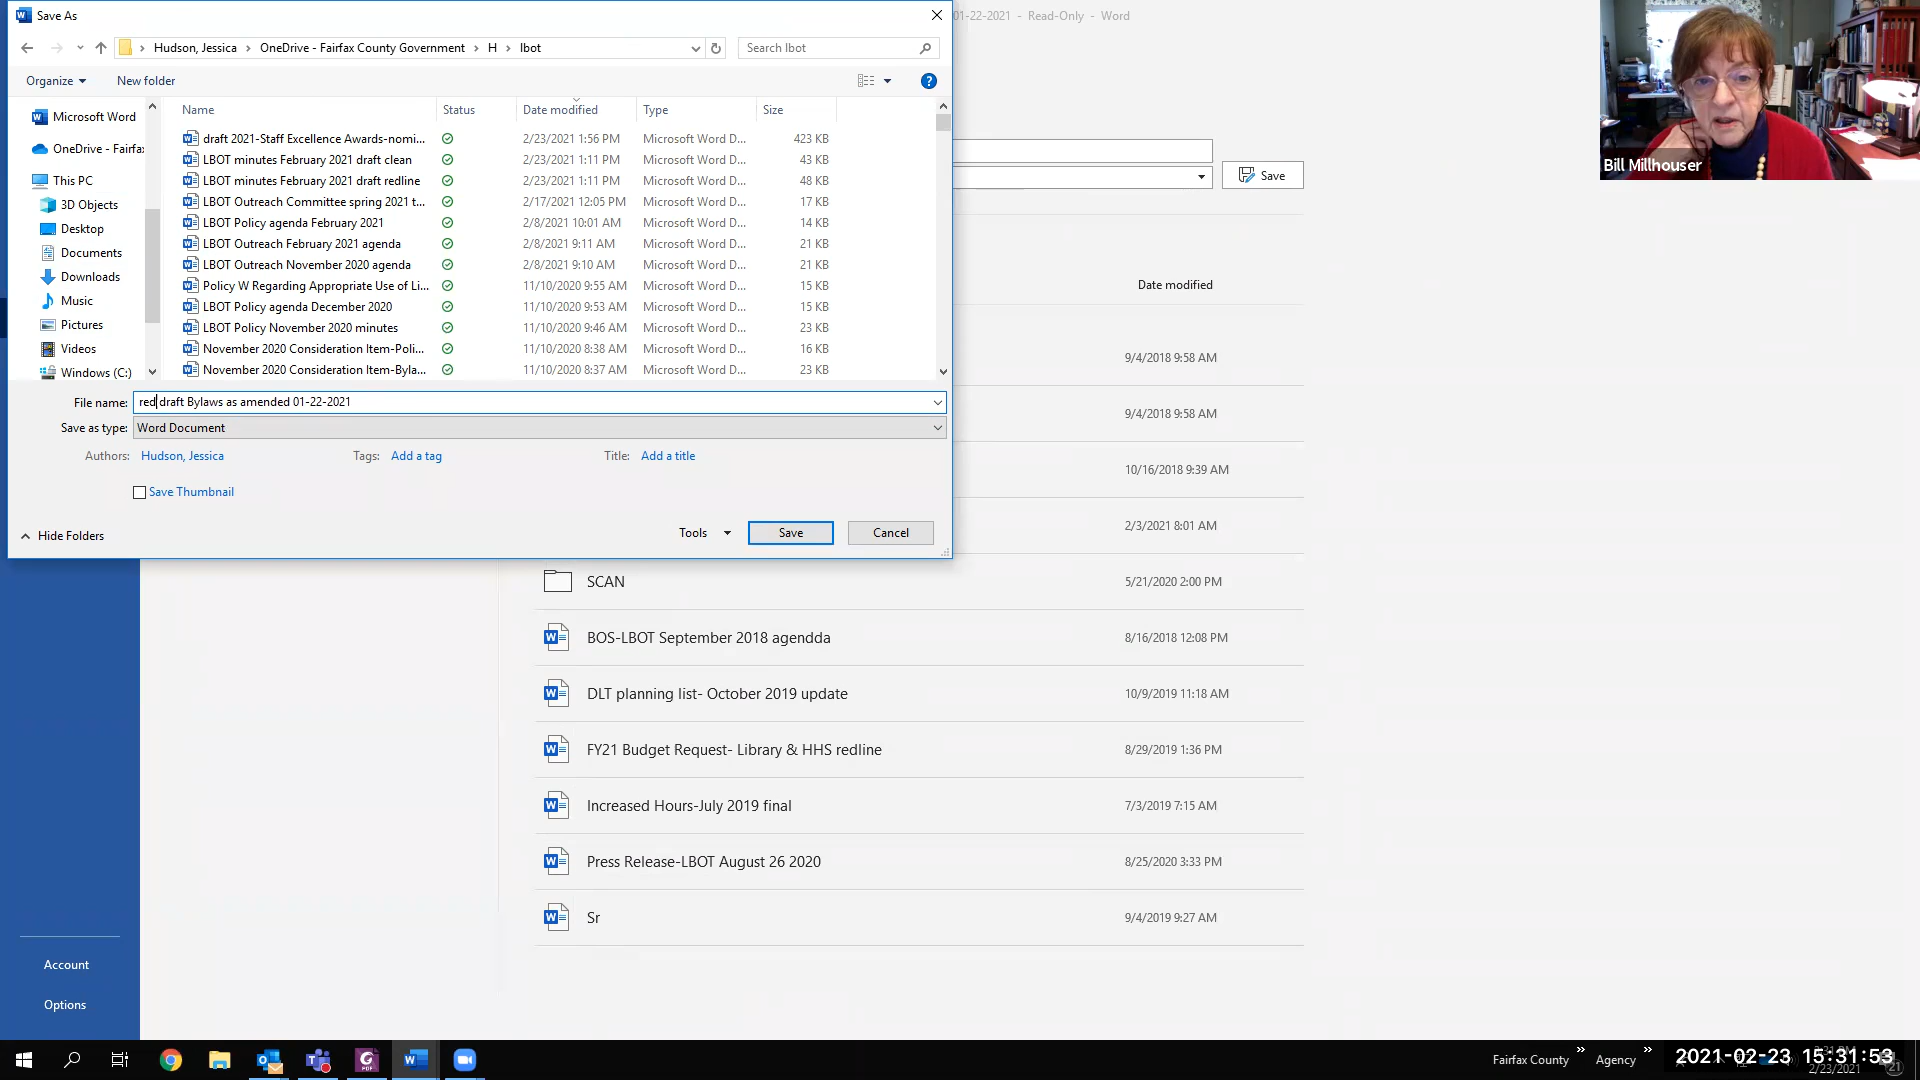 Save As
01-22-2021 - Read-Only - Word
Hudson, Jessica > OneDrive - Fairfax County Government > H > lbot
Search lbot
Organize
New folder
Microsoft Word
OneDrive - Fairfa
This PC
3D Objects
Desktop
Documents
Downloads
Music
Pictures
Videos
Windows (C:)
Name Status Date modified Type Size
draft 2021-Staff Excellence Awards-nomi... 2/23/2021 1:56 PM Microsoft Word D... 423 KB
LBOT minutes February 2021 draft clean 2/23/2021 1:11 PM Microsoft Word D... 43 KB
LBOT minutes February 2021 draft redline 2/23/2021 1:11 PM Microsoft Word D... 48 KB
LBOT Outreach Committee spring 2021 t... 2/17/2021 12:05 PM Microsoft Word D... 17 KB
LBOT Policy agenda February 2021 2/8/2021 10:01 AM Microsoft Word D... 14 KB
LBOT Outreach February 2021 agenda 2/8/2021 9:11 AM Microsoft Word D... 21 KB
LBOT Outreach November 2020 agenda 2/8/2021 9:10 AM Microsoft Word D... 21 KB
Policy W Regarding Appropriate Use of Li... 11/10/2020 9:55 AM Microsoft Word D... 15 KB
LBOT Policy agenda December 2020 11/10/2020 9:53 AM Microsoft Word D... 15 KB
LBOT Policy November 2020 minutes 11/10/2020 9:46 AM Microsoft Word D... 23 KB
November 2020 Consideration Item-Poli... 11/10/2020 8:38 AM Microsoft Word D... 16 KB
November 2020 Consideration Item-Byla... 11/10/2020 8:37 AM Microsoft Word D... 23 KB
File name: red draft Bylaws as amended 01-22-2021
Save as type: Word Document
Authors: Hudson, Jessica Tags: Add a tag Title: Add a title
Save Thumbnail
Hide Folders
Tools Save Cancel
Save
Bill Millhouser
Date modified
9/4/2018 9:58 AM
9/4/2018 9:58 AM
10/16/2018 9:39 AM
2/3/2021 8:01 AM
SCAN 5/21/2020 2:00 PM
BOS-LBOT September 2018 agendda 8/16/2018 12:08 PM
DLT planning list- October 2019 update 10/9/2019 11:18 AM
FY21 Budget Request- Library & HHS redline 8/29/2019 1:36 PM
Increased Hours-July 2019 final 7/3/2019 7:15 AM
Press Release-LBOT August 26 2020 8/25/2020 3:33 PM
Sr 9/4/2019 9:27 AM
Account
Options
Fairfax County » Agency »
2021-02-23 15:31:53
2/23/2021
21